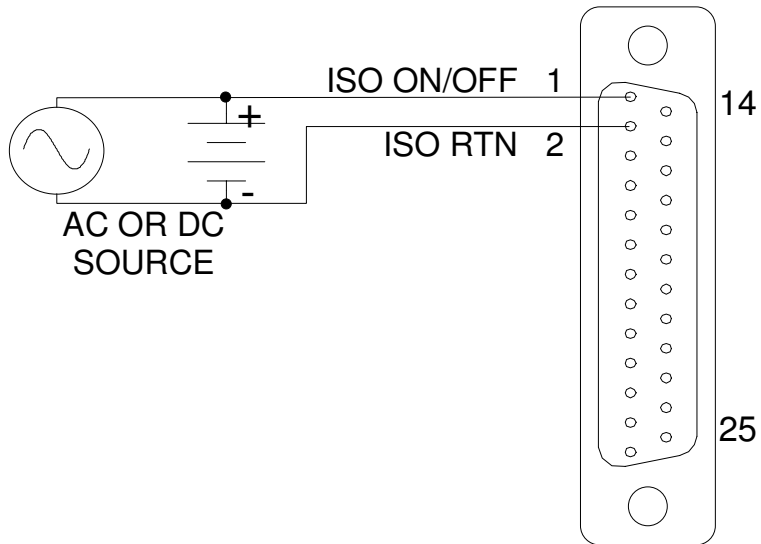 ISO ON/OFF 1
14
+
ISO RTN 2
-
AC OR DC
SOURCE
25